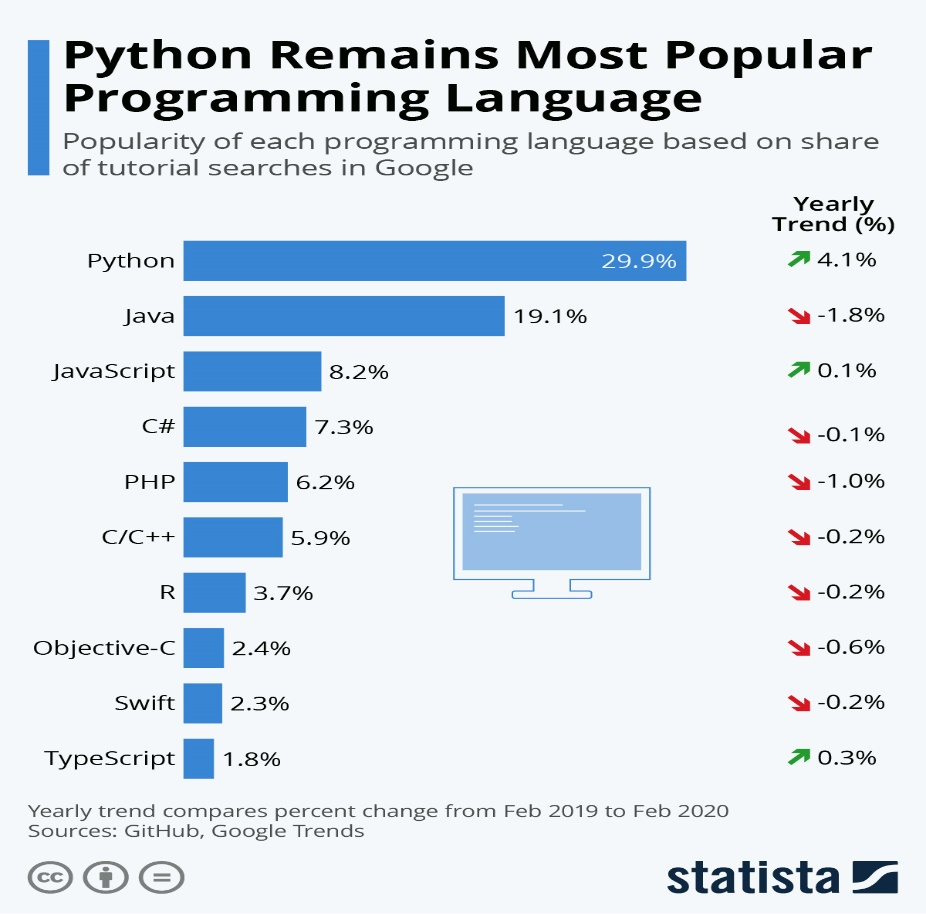 Python Remains Most Popular
Programming Language
Popularity of each programming language based on share
of tutorial searches in Google
Yearly
Trend (%)
Python 29.9% 4.1%
Java 19.1% -1.8%
JavaScript 8.2% 0.1%
C# 7.3% -0.1%
PHP 6.2% -1.0%
C/C++ 5.9% -0.2%
R 3.7% -0.2%
Objective-C 2.4% -0.6%
Swift 2.3% -0.2%
TypeScript 1.8% 0.3%
Yearly trend compares percent change from Feb 2019 to Feb 2020
Sources: GitHub, Google Trends
cc statista